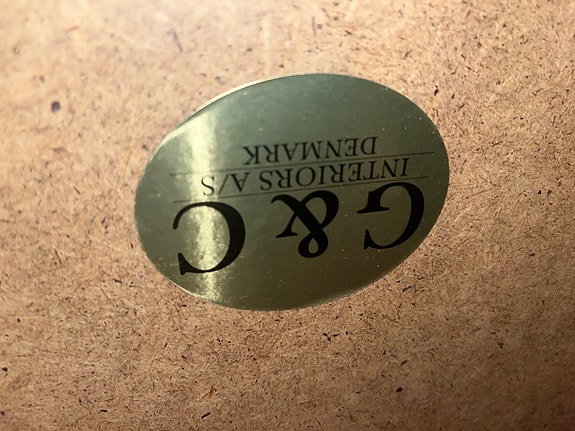 G&C
INTERIORS A/S
DENMARK